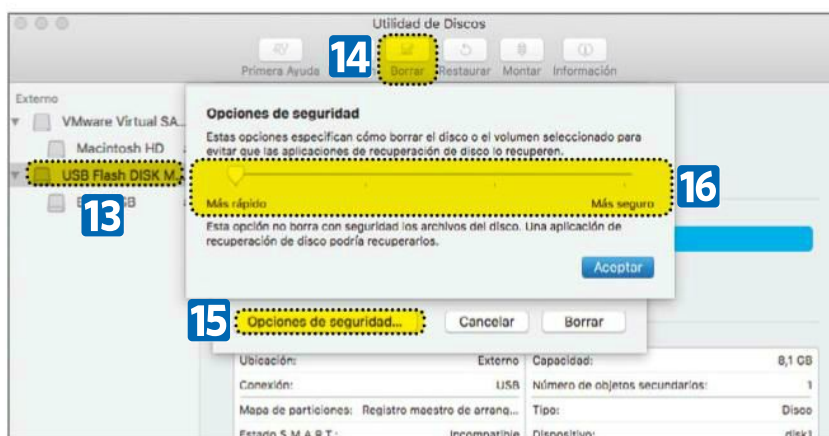 Utilidad de Discos
14
Primera Ayuda Borrar Restaurar Montar Información
Externo
VMware Virtual SA...
Macintosh HD
USB Flash DISK M...
13
Opciones de seguridad
Estas opciones especifican cómo borrar el disco o el volumen seleccionado para
evitar que las aplicaciones de recuperación de disco lo recuperen.
16
Más rápido Más seguro
Esta opción no borra con seguridad los archivos del disco. Una aplicación de
recuperación de disco podría recuperarlos.
Aceptar
15
Opciones de seguridad... Cancelar Borrar
Ubicación: Externo Capacidad: 8,1 GB
Conexión: USB Número de objetos secundarios: 1
Mapa de particiones: Registro maestro de arranq... Tipo: Disco
Estado S.M.A.R.T.: Incompatible Dispositivo: disk1